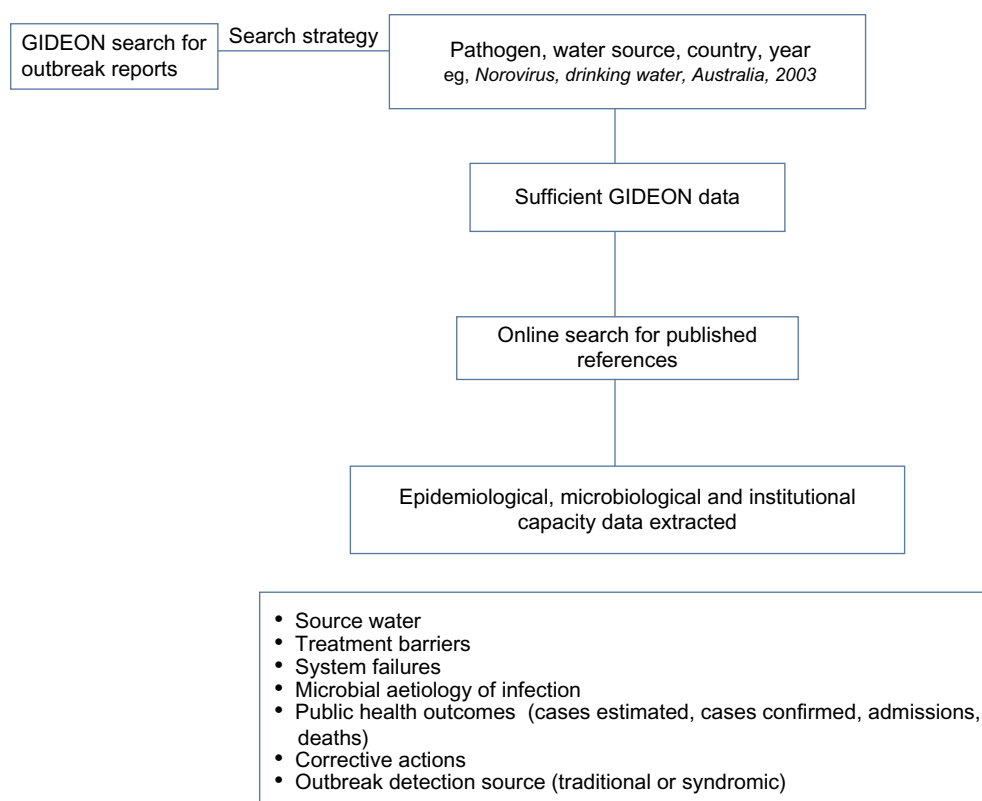 GIDEON search for
outbreak reports
Search strategy
Pathogen, water source, country, year
eg, Norovirus, drinking water, Australia, 2003
Sufficient GIDEON data
Online search for published
references
Epidemiological, microbiological and institutional
capacity data extracted
• Source water
• Treatment barriers
• System failures
• Microbial aetiology of infection
• Public health outcomes (cases estimated, cases confirmed, admissions,
deaths)
• Corrective actions
• Outbreak detection source (traditional or syndromic)